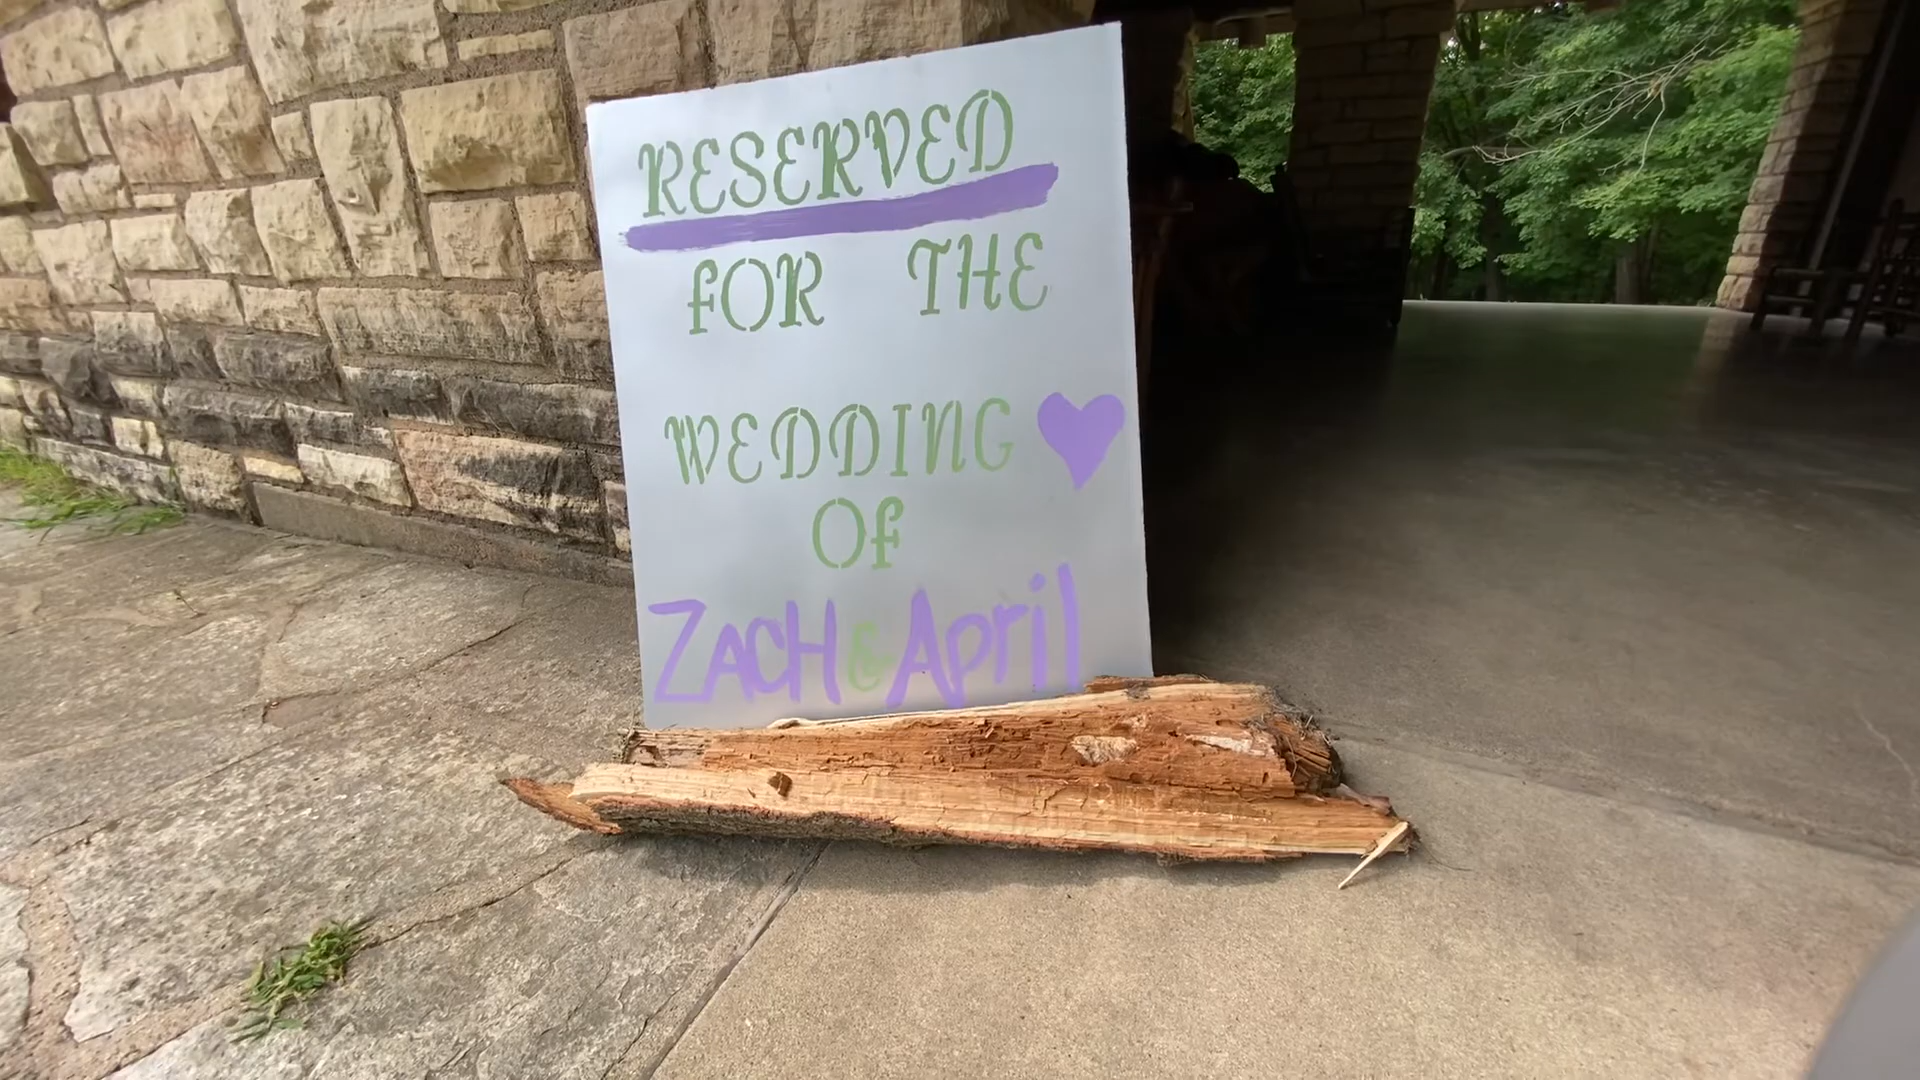 RESERVED
FOR THE
WEDDING
OF
ZACH & April